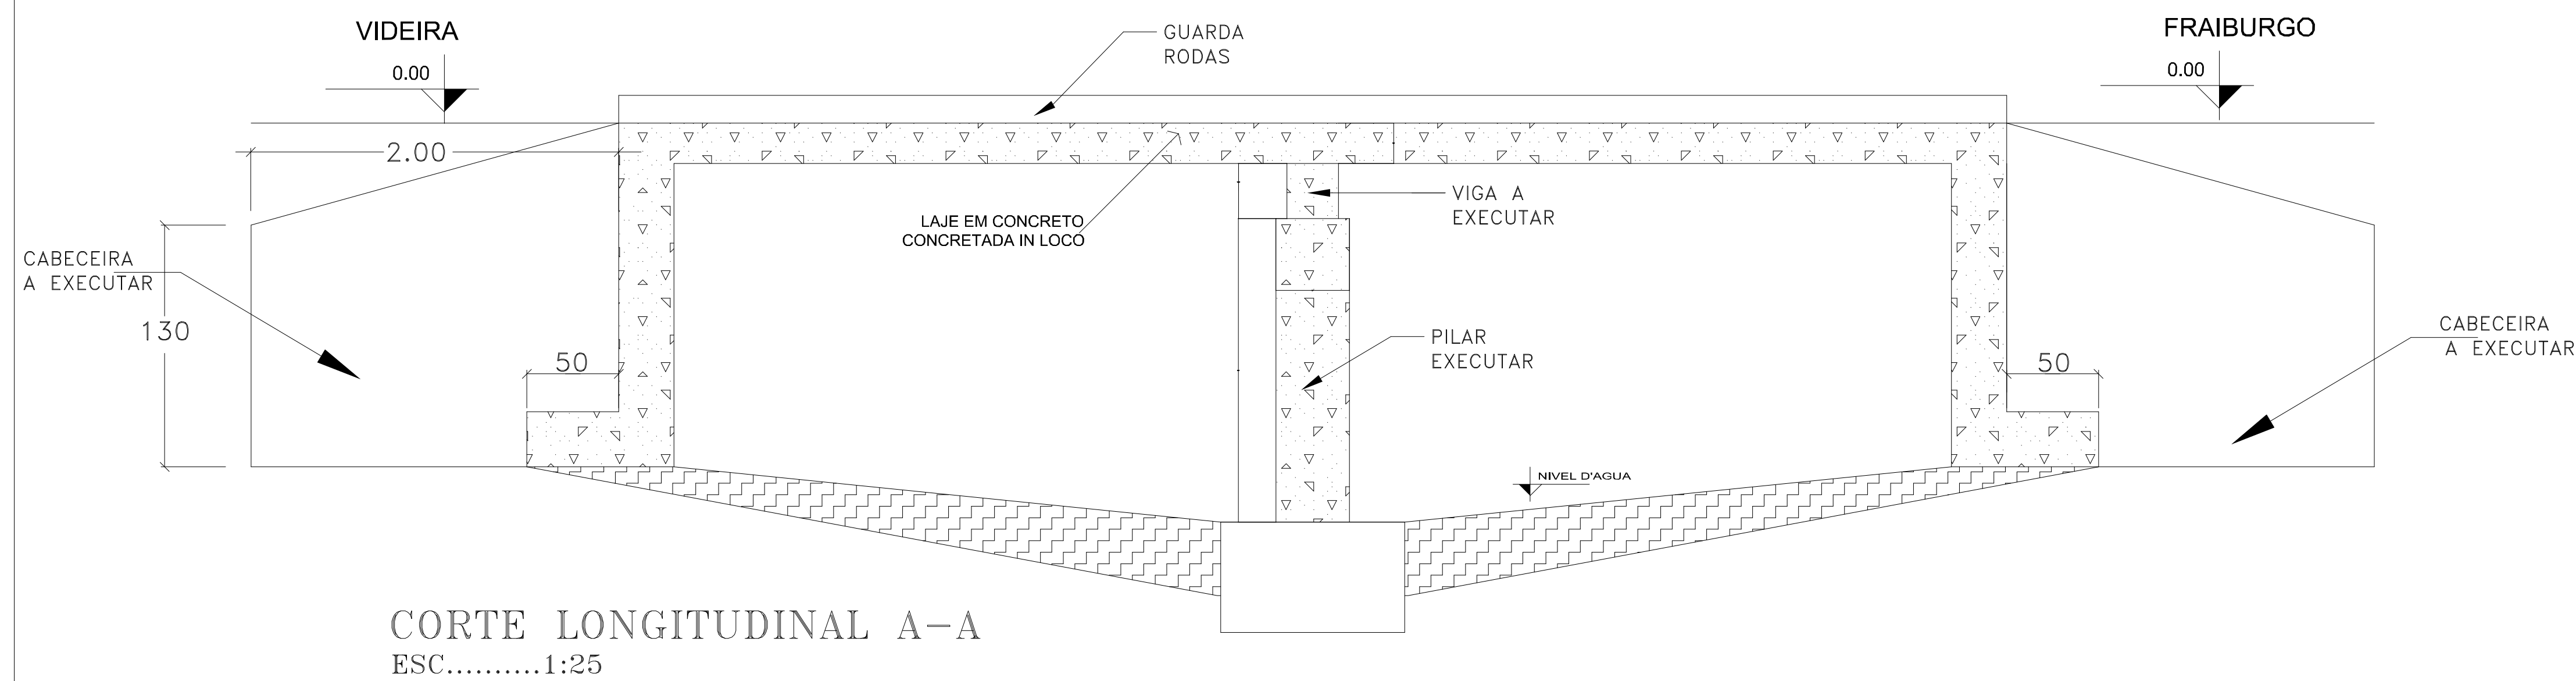 VIDEIRA
0.00
GUARDA
RODAS
FRAIBURGO
0.00
2.00
LAJE EM CONCRETO
CONCRETADA IN LOCO
VIGA A
EXECUTAR
CABECEIRA
A EXECUTAR
130
50
PILAR
EXECUTAR
50
CABECEIRA
A EXECUTAR
NIVEL D'AGUA
CORTE LONGITUDINAL A-A
ESC..........1:25